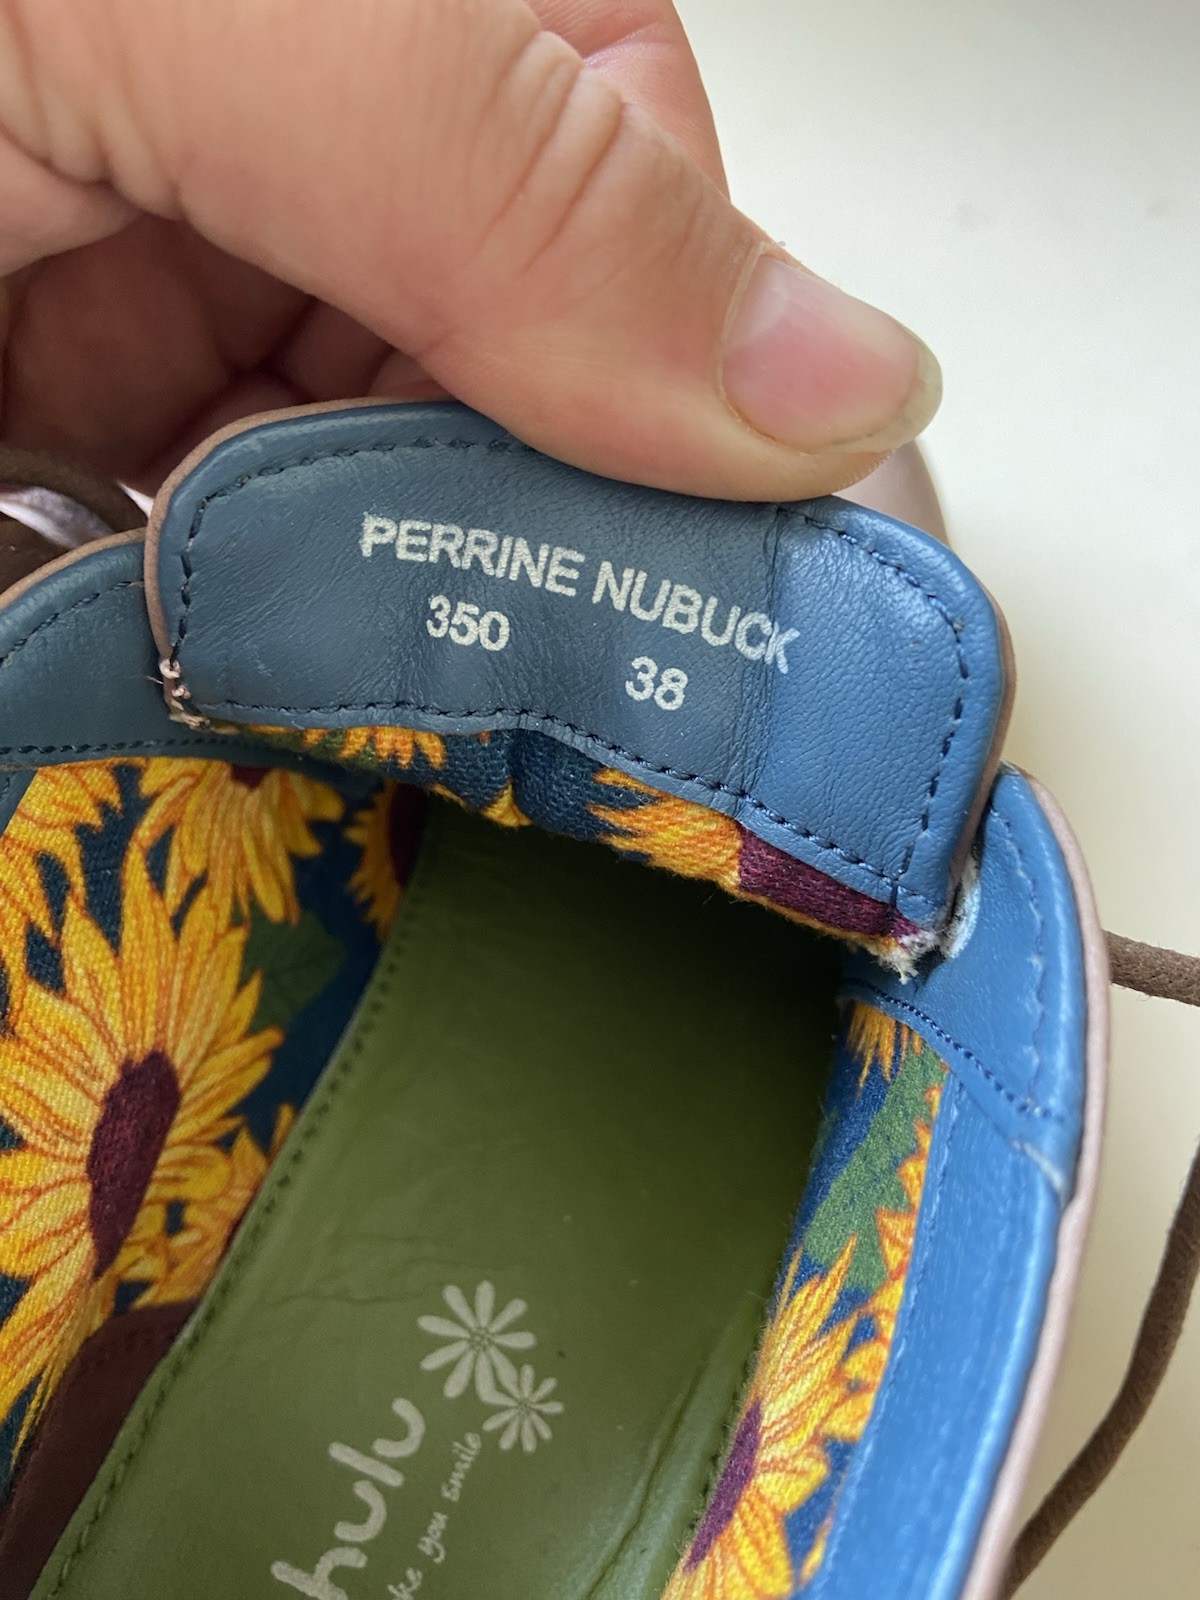 PERRINE NUBUCK
350 38
hulu
ke you smile